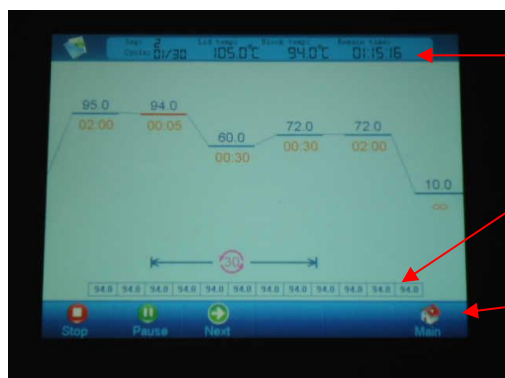 Seg: 2 Lid temp: Block temp: Remain time:
Cycle: 01/30 105.0℃ 94.0℃ 01:15:16
95.0 94.0 60.0 72.0 72.0 10.0
02:00 00:05 00:30 00:30 02:00 ∞
30
94.0 94.0 94.0 94.0 94.0 94.0 94.0 94.0 94.0 94.0 94.0 94.0
Stop Pause Next Main